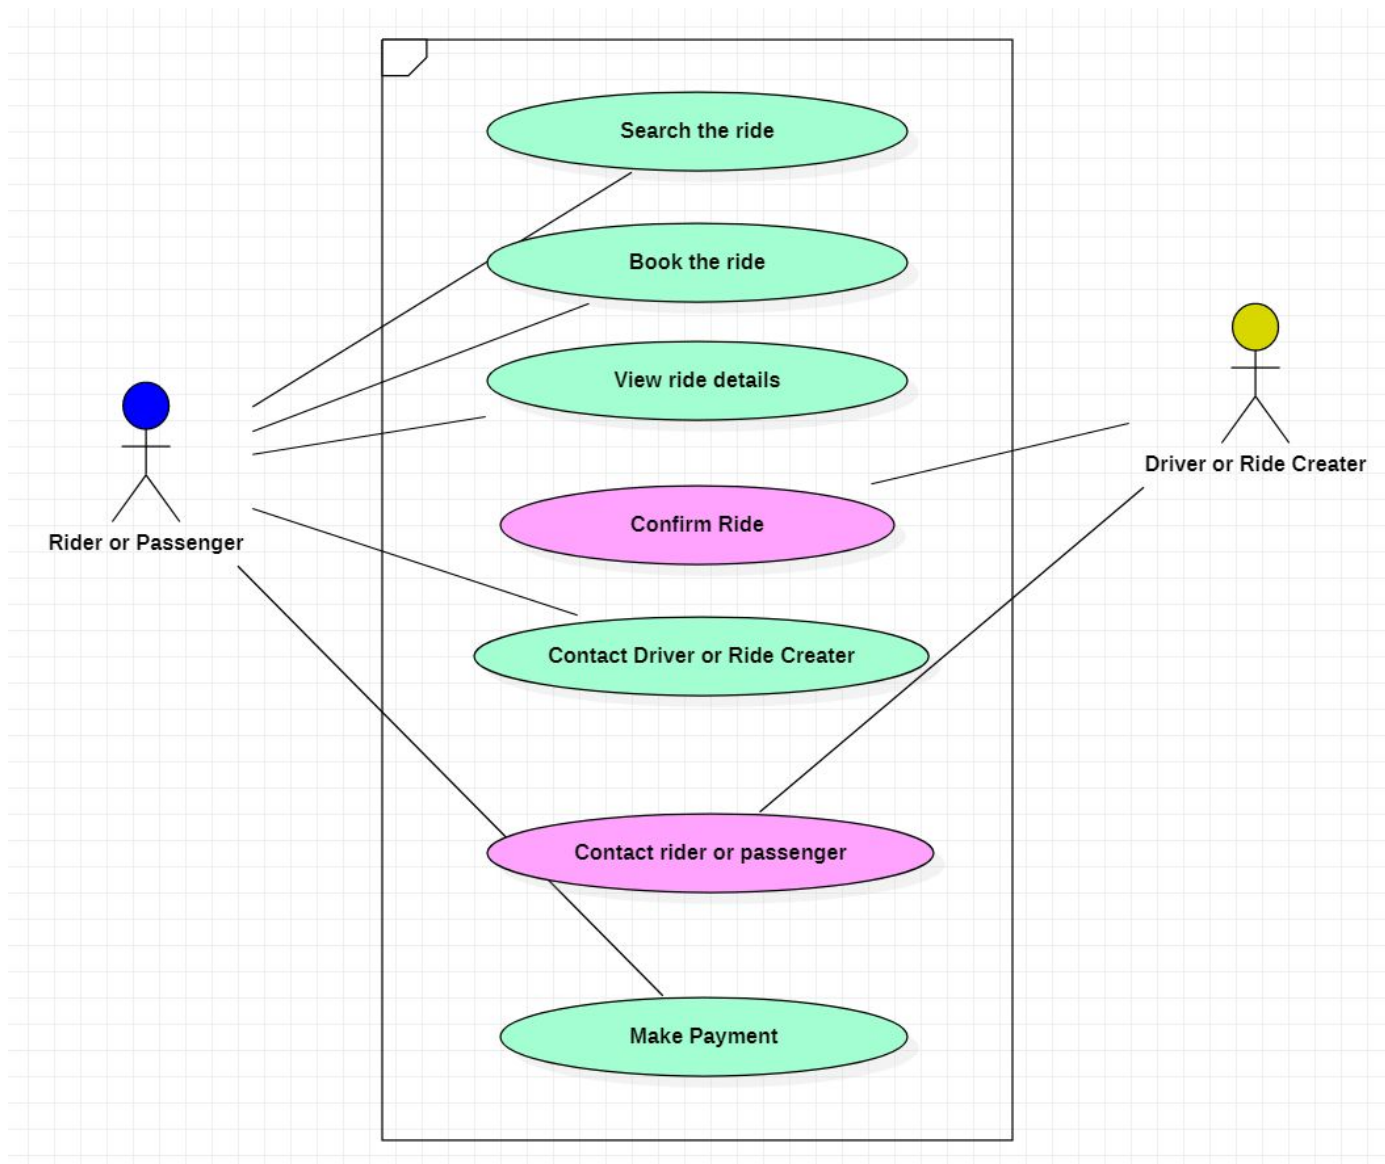 Search the ride
Book the ride
View ride details
Driver or Ride Creater
Confirm Ride
Rider or Passenger
Contact Driver or Ride Creater
Contact rider or passenger
Make Payment